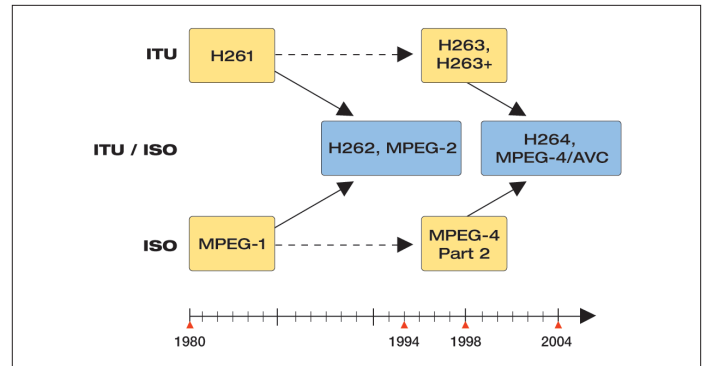 ITU
H261
H263,
H263+
ITU / ISO
H262, MPEG-2
H264,
MPEG-4/AVC
ISO
MPEG-1
MPEG-4
Part 2
1980
1994
1998
2004